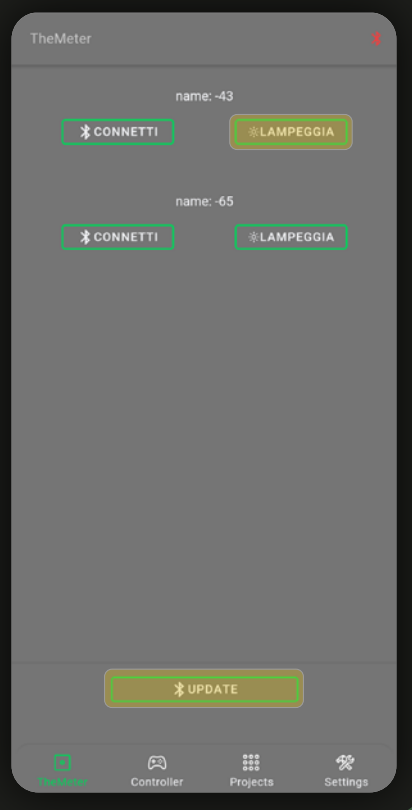 TheMeter
name: -43
CONNETTI
LAMPEGGIA
name: -65
CONNETTI
LAMPEGGIA
UPDATE
TheMeter
Controller
Projects
Settings